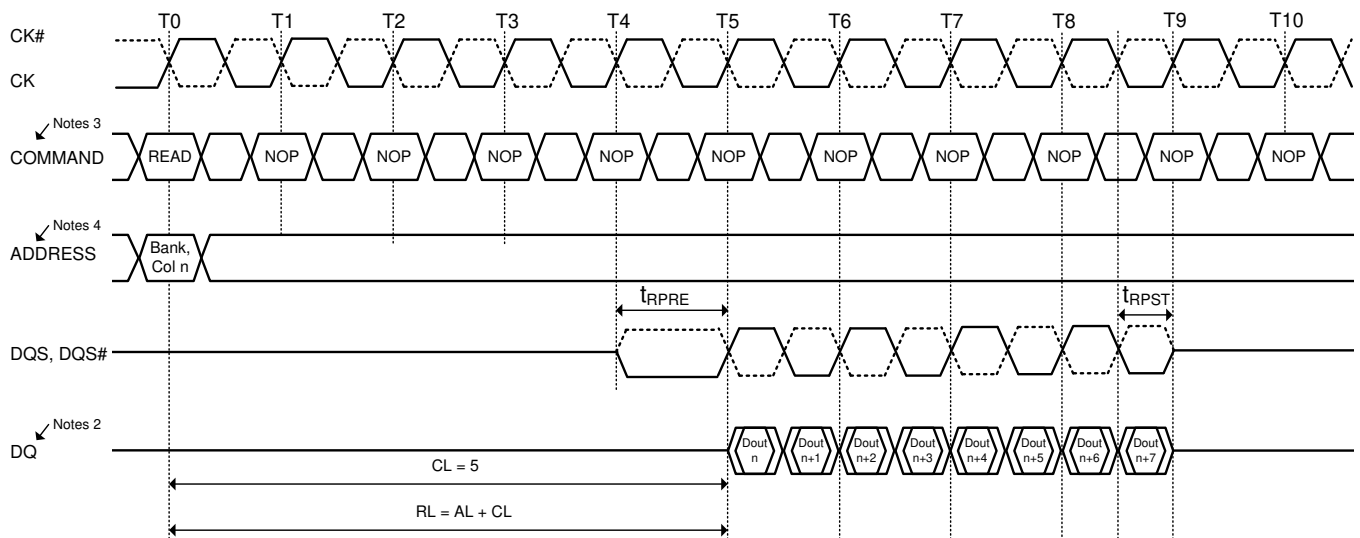 T0 T1 T2 T3 T4 T5 T6 T7 T8 T9 T10
CK#
CK
Notes 3
COMMAND READ NOP NOP NOP NOP NOP NOP NOP NOP NOP NOP
Notes 4
ADDRESS
Bank,
Col n
tRPRE tRPST
DQS, DQS#
Notes 2
DQ
Dout n Dout n+1 Dout n+2 Dout n+3 Dout n+4 Dout n+5 Dout n+6 Dout n+7
CL = 5
RL = AL + CL